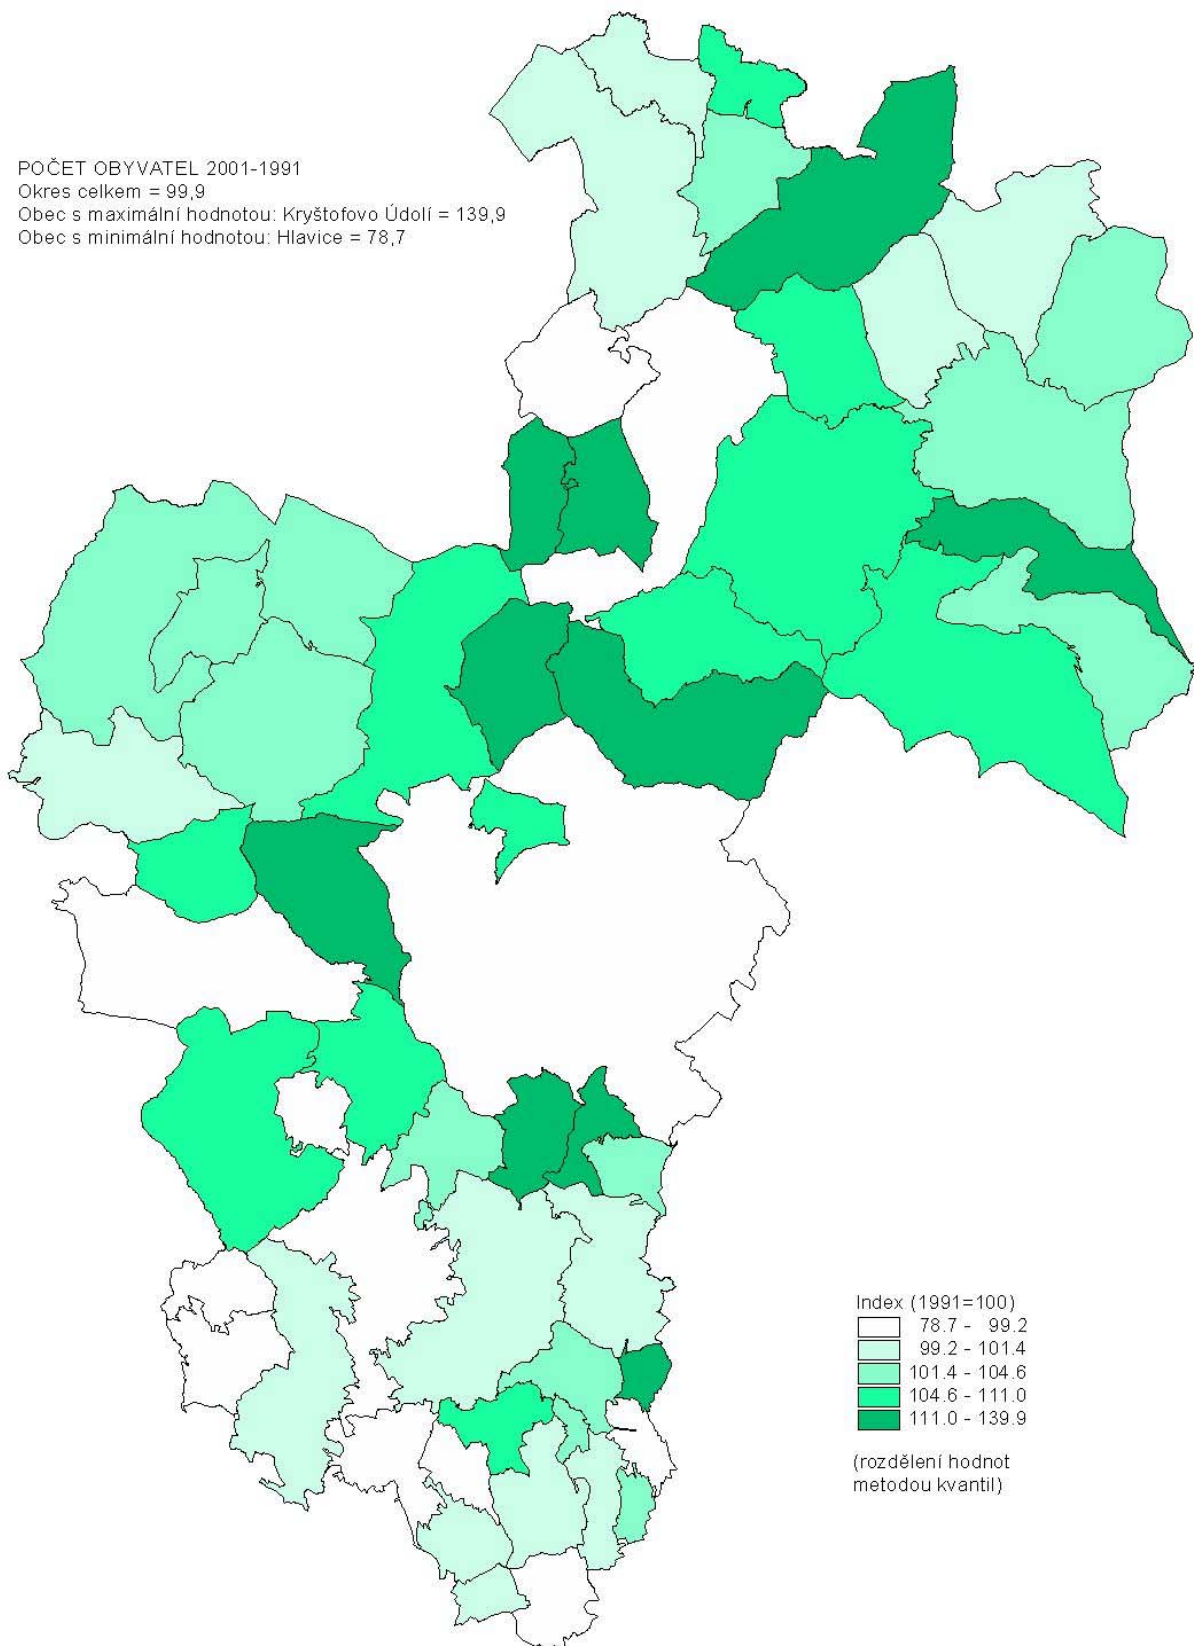 POČET OBYVATEL 2001-1991
Okres celkem = 99,9
Obec s maximální hodnotou: Kryštofovo Údolí = 139,9
Obec s minimální hodnotou: Hlavice = 78,7
Index (1991=100)
78.7 - 99.2
99.2 - 101.4
101.4 - 104.6
104.6 - 111.0
111.0 - 139.9
(rozdělení hodnot
metodou kvantil)